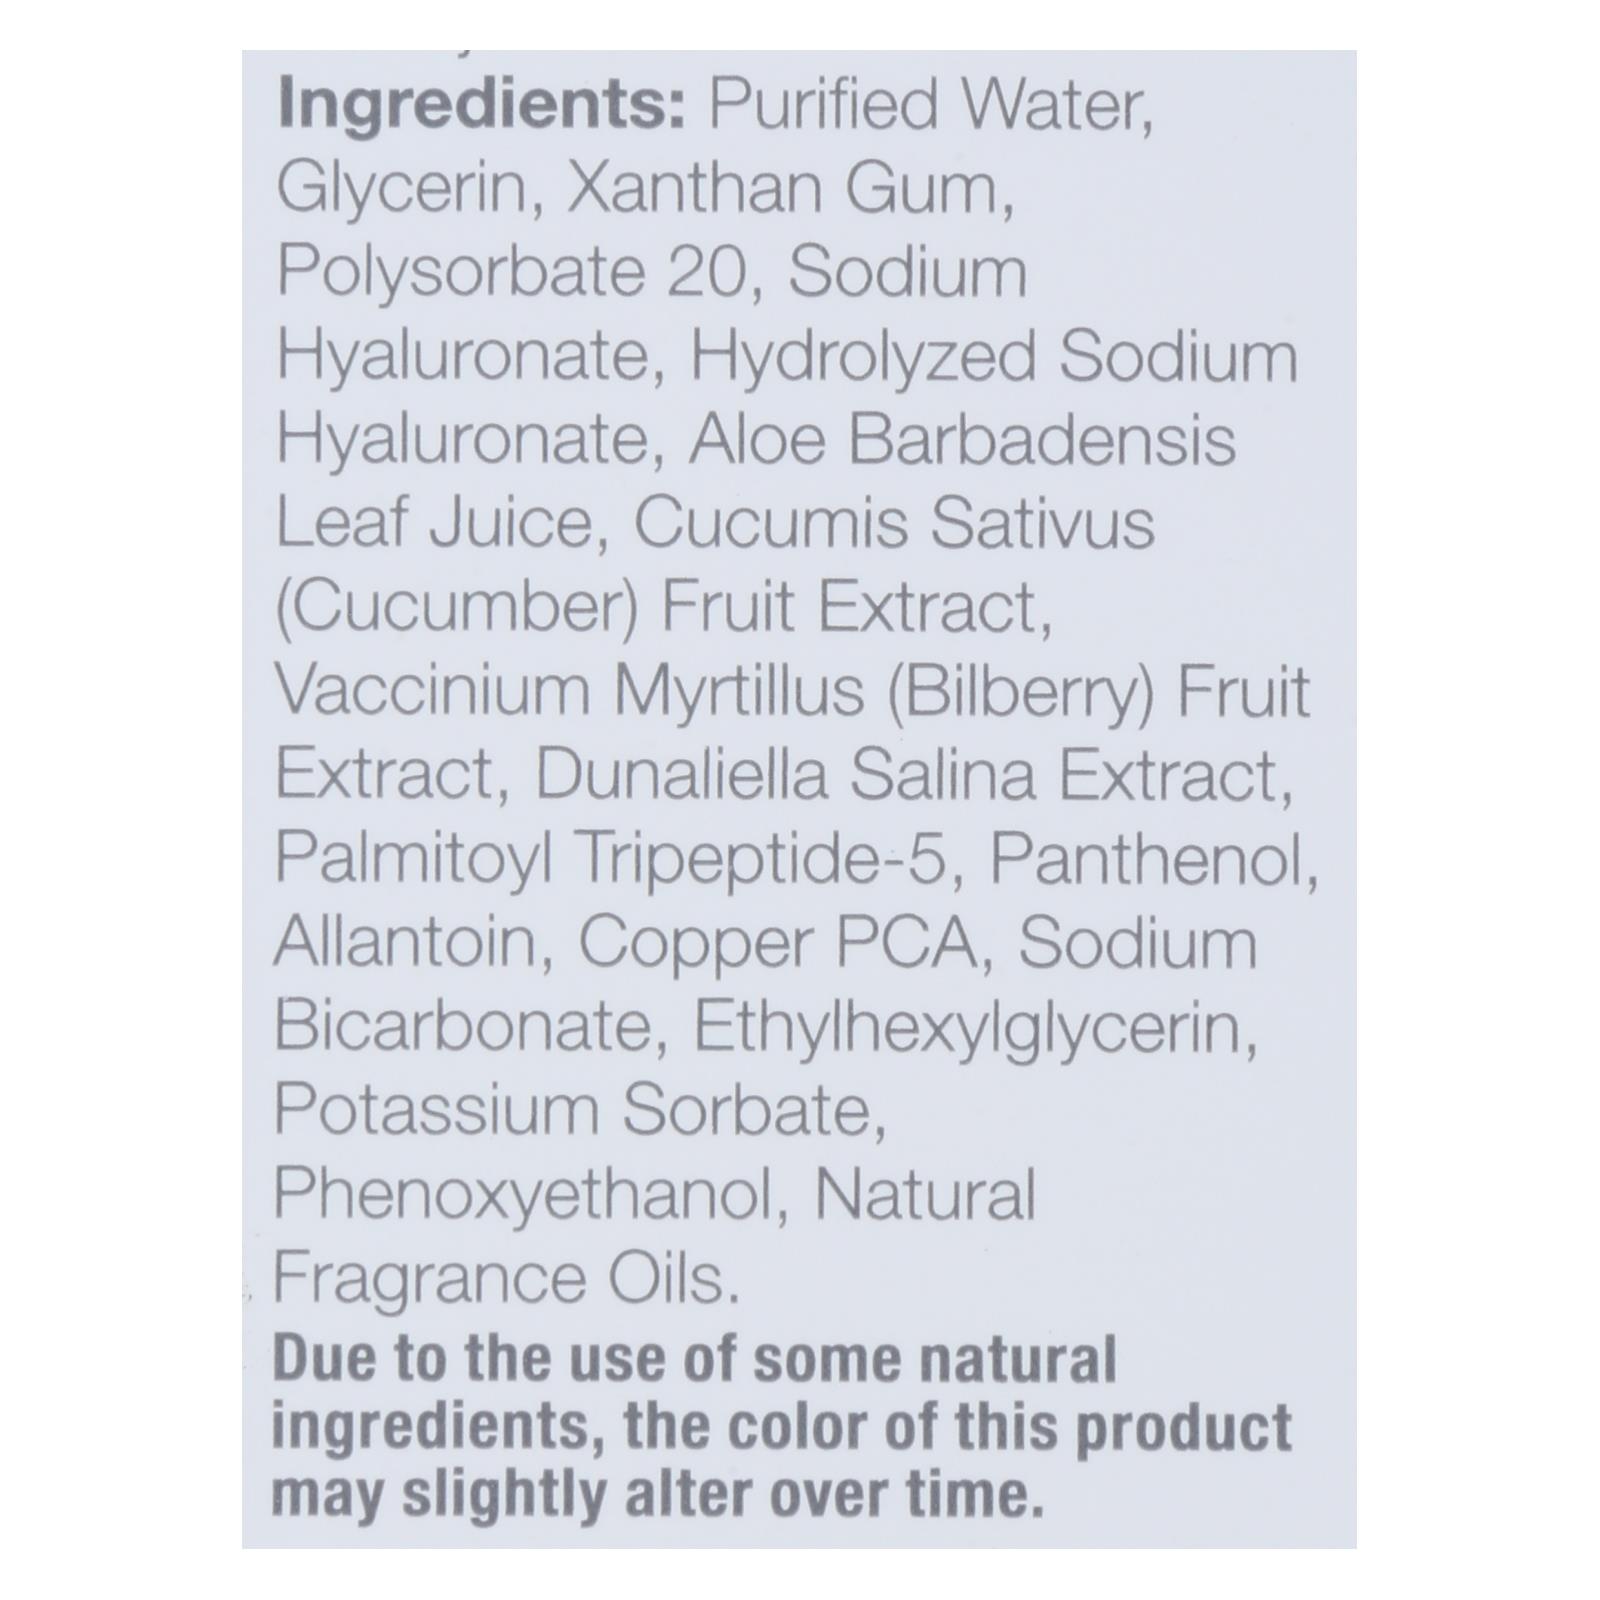 Ingredients: Purified Water,
Glycerin, Xanthan Gum,
Polysorbate 20, Sodium
Hyaluronate, Hydrolyzed Sodium
Hyaluronate, Aloe Barbadensis
Leaf Juice, Cucumis Sativus
(Cucumber) Fruit Extract,
Vaccinium Myrtillus (Bilberry) Fruit
Extract, Dunaliella Salina Extract,
Palmitoyl Tripeptide-5, Panthenol,
Allantoin, Copper PCA, Sodium
Bicarbonate, Ethylhexylglycerin,
Potassium Sorbate,
Phenoxyethanol, Natural
Fragrance Oils.
Due to the use of some natural
ingredients, the color of this product
may slightly alter over time.